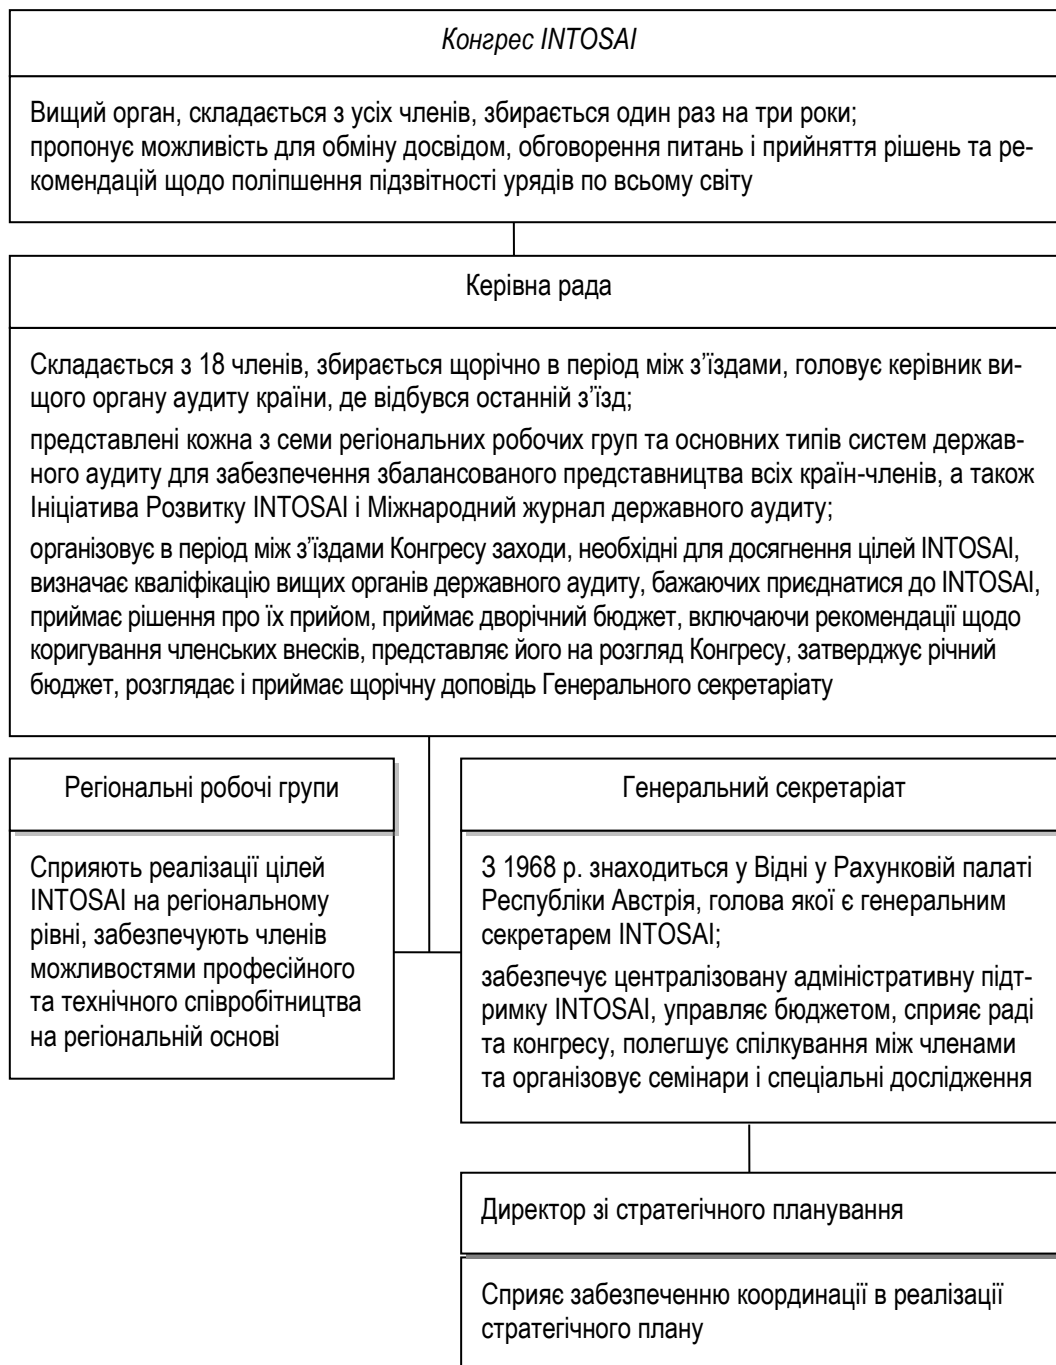 Конгрес INTOSAI
Вищий орган, складається з усіх членів, збирається один раз на три роки;
пропонує можливість для обміну досвідом, обговорення питань і прийняття рішень та ре-
комендацій щодо поліпшення підзвітності урядів по всьому світу
Керівна рада
Складається з 18 членів, збирається щорічно в період між з’їздами, головує керівник ви-
щого органу аудиту країни, де відбувся останній з’їзд;
представлені кожна з семи регіональних робочих груп та основних типів систем держав-
ного аудиту для забезпечення збалансованого представництва всіх країн-членів, а також
Ініціатива Розвитку INTOSAI і Міжнародний журнал державного аудиту;
організовує в період між з’їздами Конгресу заходи, необхідні для досягнення цілей INTOSAI,
визначає кваліфікацію вищих органів державного аудиту, бажаючих приєднатися до INTOSAI,
приймає рішення про їх прийом, приймає дворічний бюджет, включаючи рекомендації щодо
коригування членських внесків, представляє його на розгляд Конгресу, затверджує річний
бюджет, розглядає і приймає щорічну доповідь Генерального секретаріату
Регіональні робочі групи
Сприяють реалізації цілей
INTOSAI на регіональному
рівні, забезпечують членів
можливостями професійного
та технічного співробітництва
на регіональній основі
Генеральний секретаріат
З 1968 р. знаходиться у Відні у Рахунковій палаті
Республіки Австрія, голова якої є генеральним
секретарем INTOSAI;
забезпечує централізовану адміністративну підт-
римку INTOSAI, управляє бюджетом, сприяє раді
та конгресу, полегшує спілкування між членами
та організовує семінари і спеціальні дослідження
Директор зі стратегічного планування
Сприяє забезпеченню координації в реалізації
стратегічного плану